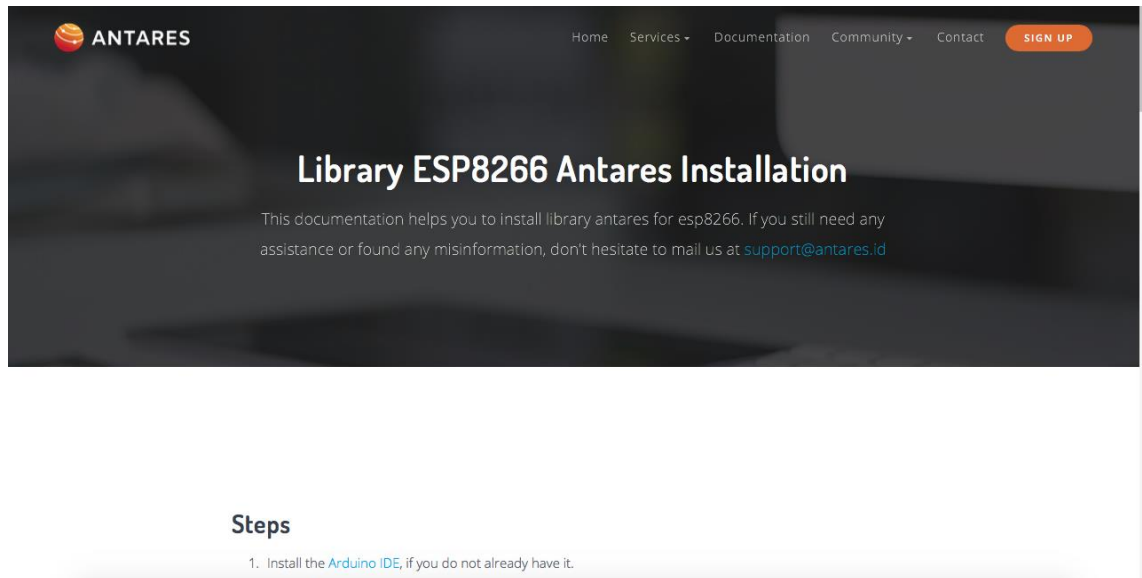 ANTARES
Home Services Documentation Community Contact SIGN UP
Library ESP8266 Antares Installation
This documentation helps you to install library antares for esp8266. If you still need any
assistance or found any misinformation, don't hesitate to mail us at support@antares.id
Steps
1. Install the Arduino IDE, if you do not already have it.